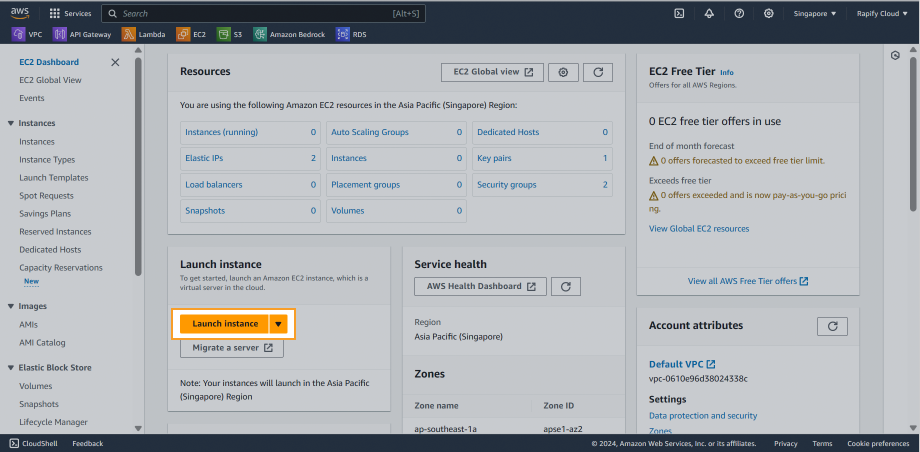 aws
Services
Search
[Alt+S]
Singapore
Rapify Cloud
VPC
API Gateway
Lambda
EC2
S3
Amazon Bedrock
RDS
EC2 Dashboard
EC2 Global View
Events
Instances
Instances
Instance Types
Launch Templates
Spot Requests
Savings Plans
Reserved Instances
Dedicated Hosts
Capacity Reservations
New
Images
AMIs
AMI Catalog
Elastic Block Store
Volumes
Snapshots
Lifecycle Manager
Resources
EC2 Global view
You are using the following Amazon EC2 resources in the Asia Pacific (Singapore) Region:
Instances (running) 0
Auto Scaling Groups 0
Dedicated Hosts 0
Elastic IPs 2
Instances 0
Key pairs 1
Load balancers 0
Placement groups 0
Security groups 2
Snapshots 0
Volumes 0
Launch instance
To get started, launch an Amazon EC2 instance, which is a
virtual server in the cloud.
Launch instance
Migrate a server
Note: Your instances will launch in the Asia Pacific
(Singapore) Region
Service health
AWS Health Dashboard
Region
Asia Pacific (Singapore)
Zones
Zone name
Zone ID
ap-southeast-1a
apse1-az2
EC2 Free Tier Info
Offers for all AWS Regions.
0 EC2 free tier offers in use
End of month forecast
0 offers forecasted to exceed free tier limit.
Exceeds free tier
0 offers exceeded and is now pay-as-you-go prici
ng.
View Global EC2 resources
View all AWS Free Tier offers
Account attributes
Default VPC
vpc-0610e96d38024338c
Settings
Data protection and security
Zones
CloudShell
Feedback
© 2024, Amazon Web Services, Inc. or its affiliates.
Privacy
Terms
Cookie preferences